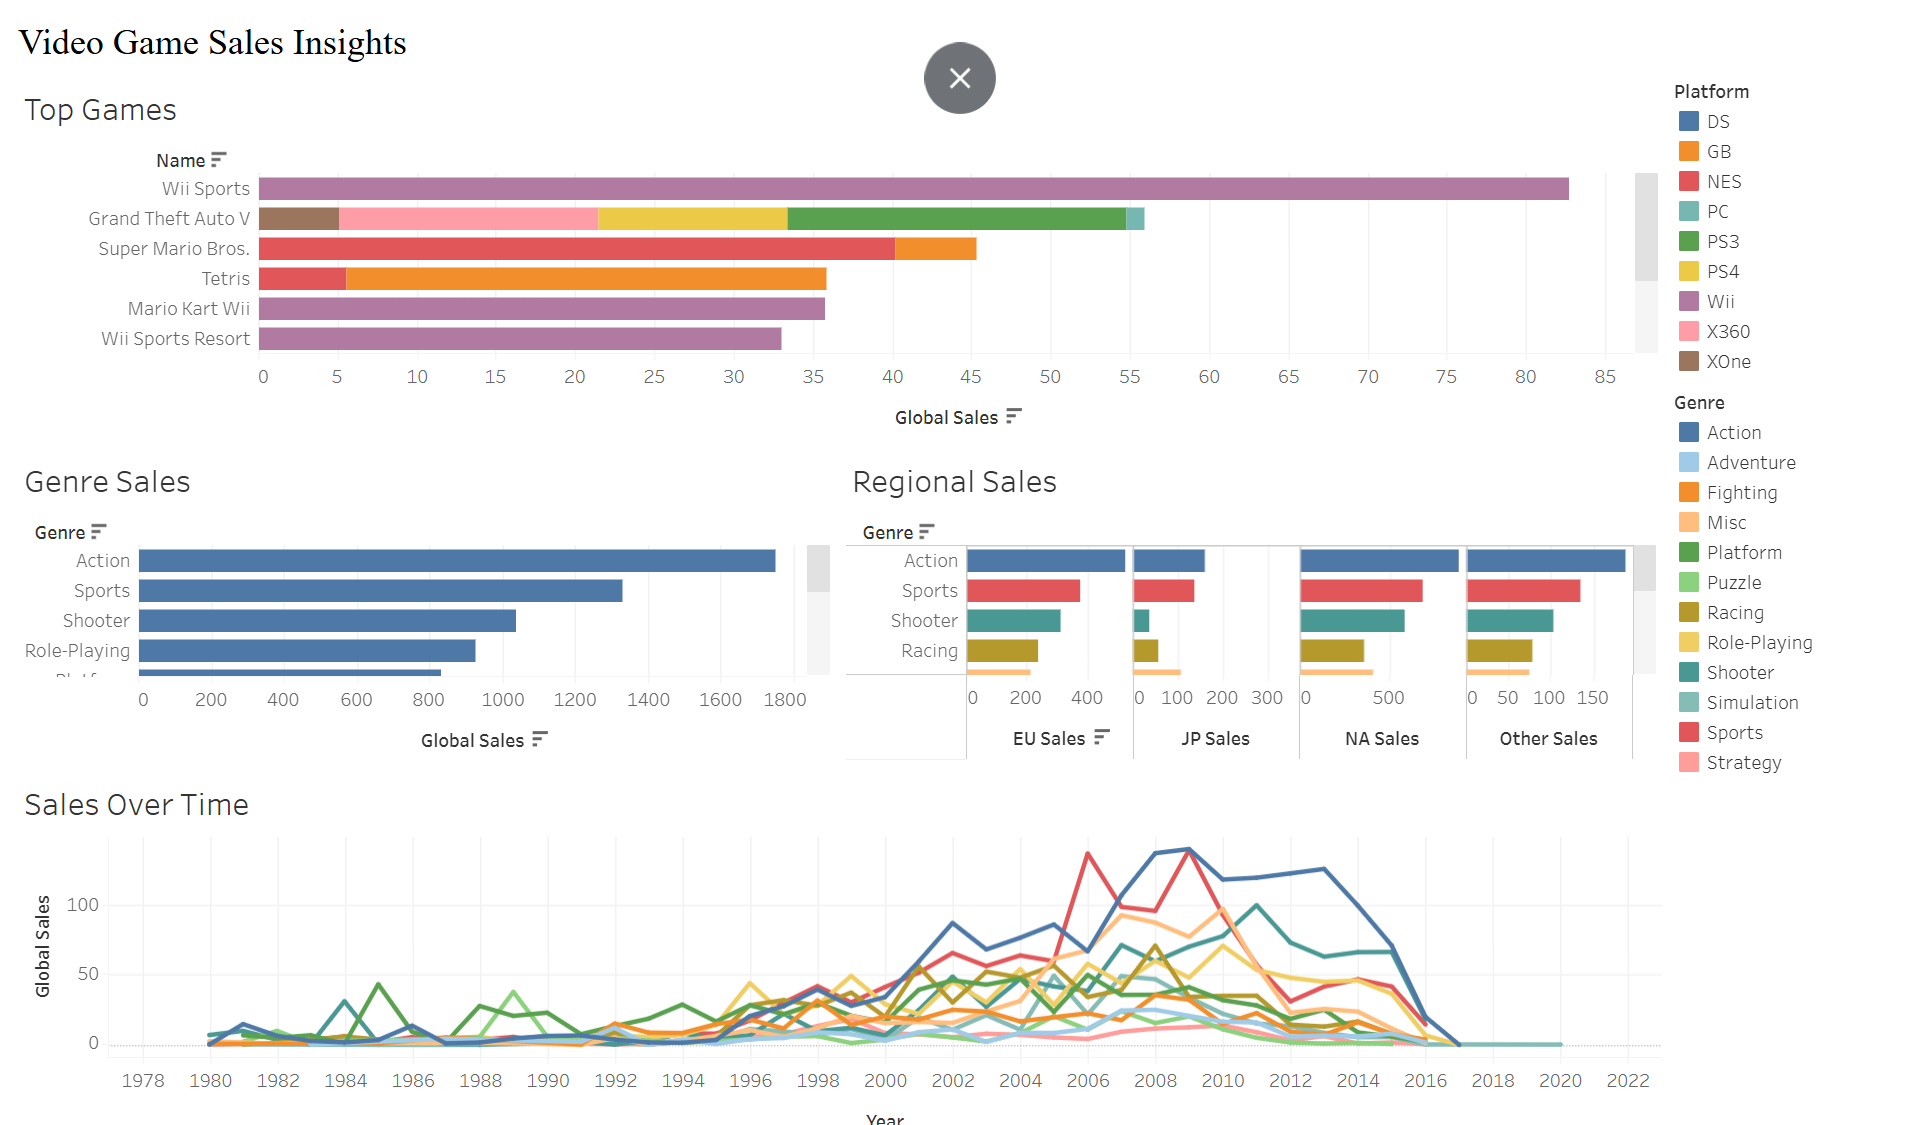 Video Game Sales Insights
Top Games
Name
Wii Sports
Grand Theft Auto V
Super Mario Bros.
Tetris
Mario Kart Wii
Wii Sports Resort
0 5 10 15 20 25 30 35 40 45 50 55 60 65 70 75 80 85
Global Sales
Platform
DS
GB
NES
PC
PS3
PS4
Wii
X360
XOne
Genre
Action
Adventure
Fighting
Misc
Platform
Puzzle
Racing
Role-Playing
Shooter
Simulation
Sports
Strategy
Genre Sales
Genre
Action
Sports
Shooter
Role-Playing
0 200 400 600 800 1000 1200 1400 1600 1800
Global Sales
Regional Sales
Genre
Action
Sports
Shooter
Racing
0 200 400 0 100 200 300 0 500 0 50 100 150
EU Sales JP Sales NA Sales Other Sales
Sales Over Time
Global Sales
100
50
0
1978 1980 1982 1984 1986 1988 1990 1992 1994 1996 1998 2000 2002 2004 2006 2008 2010 2012 2014 2016 2018 2020 2022
Year